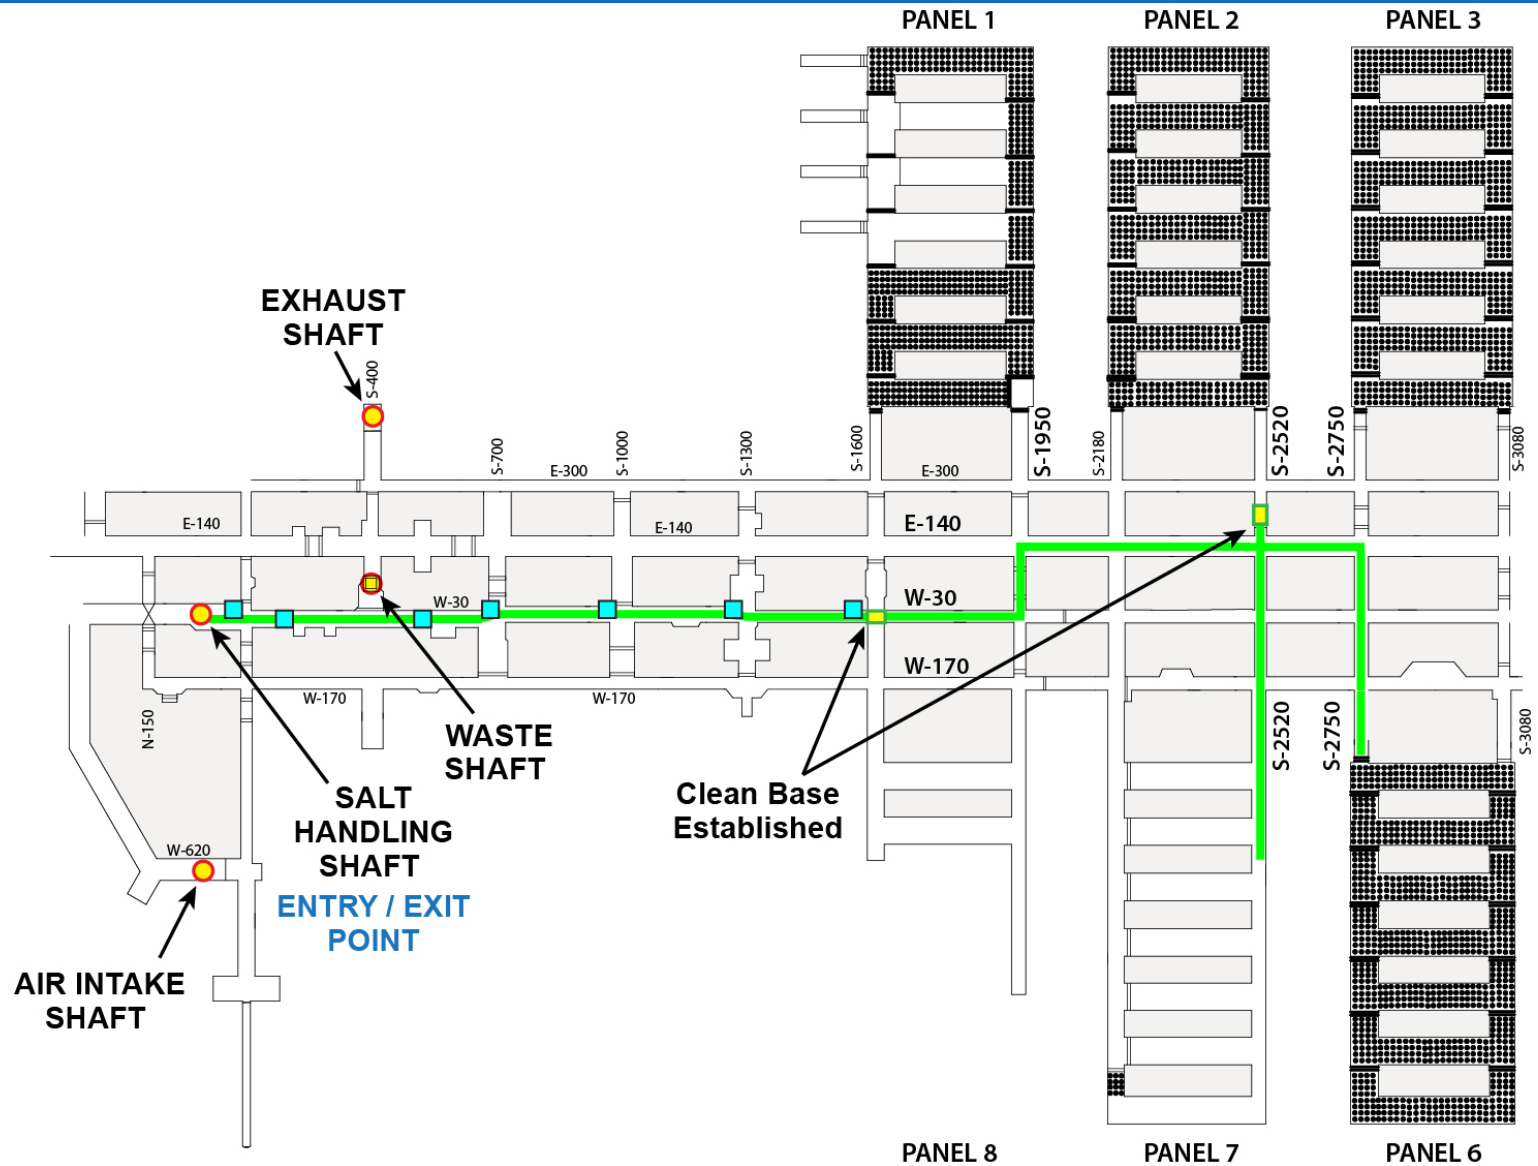 PANEL 1
PANEL 2
PANEL 3
EXHAUST
SHAFT
S-400
S-700
S-1000
S-1300
S-1600
S-1950
S-2180
S-2520
S-2750
S-3080
E-300
E-300
E-140
E-140
E-140
W-30
W-30
W-170
W-170
W-170
N-150
S-2520
S-2750
S-3080
WASTE
SHAFT
SALT
HANDLING
SHAFT
ENTRY / EXIT
POINT
Clean Base
Established
W-620
AIR INTAKE
SHAFT
PANEL 8
PANEL 7
PANEL 6